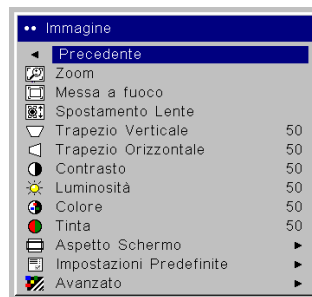 •• Immagine
Precedente
Zoom
Messa a fuoco
Spostamento Lente
Trapezio Verticale 50
Trapezio Orizzontale 50
Contrasto 50
Luminosità 50
Colore 50
Tinta 50
Aspetto Schermo
Impostazioni Predefinite
Avanzato